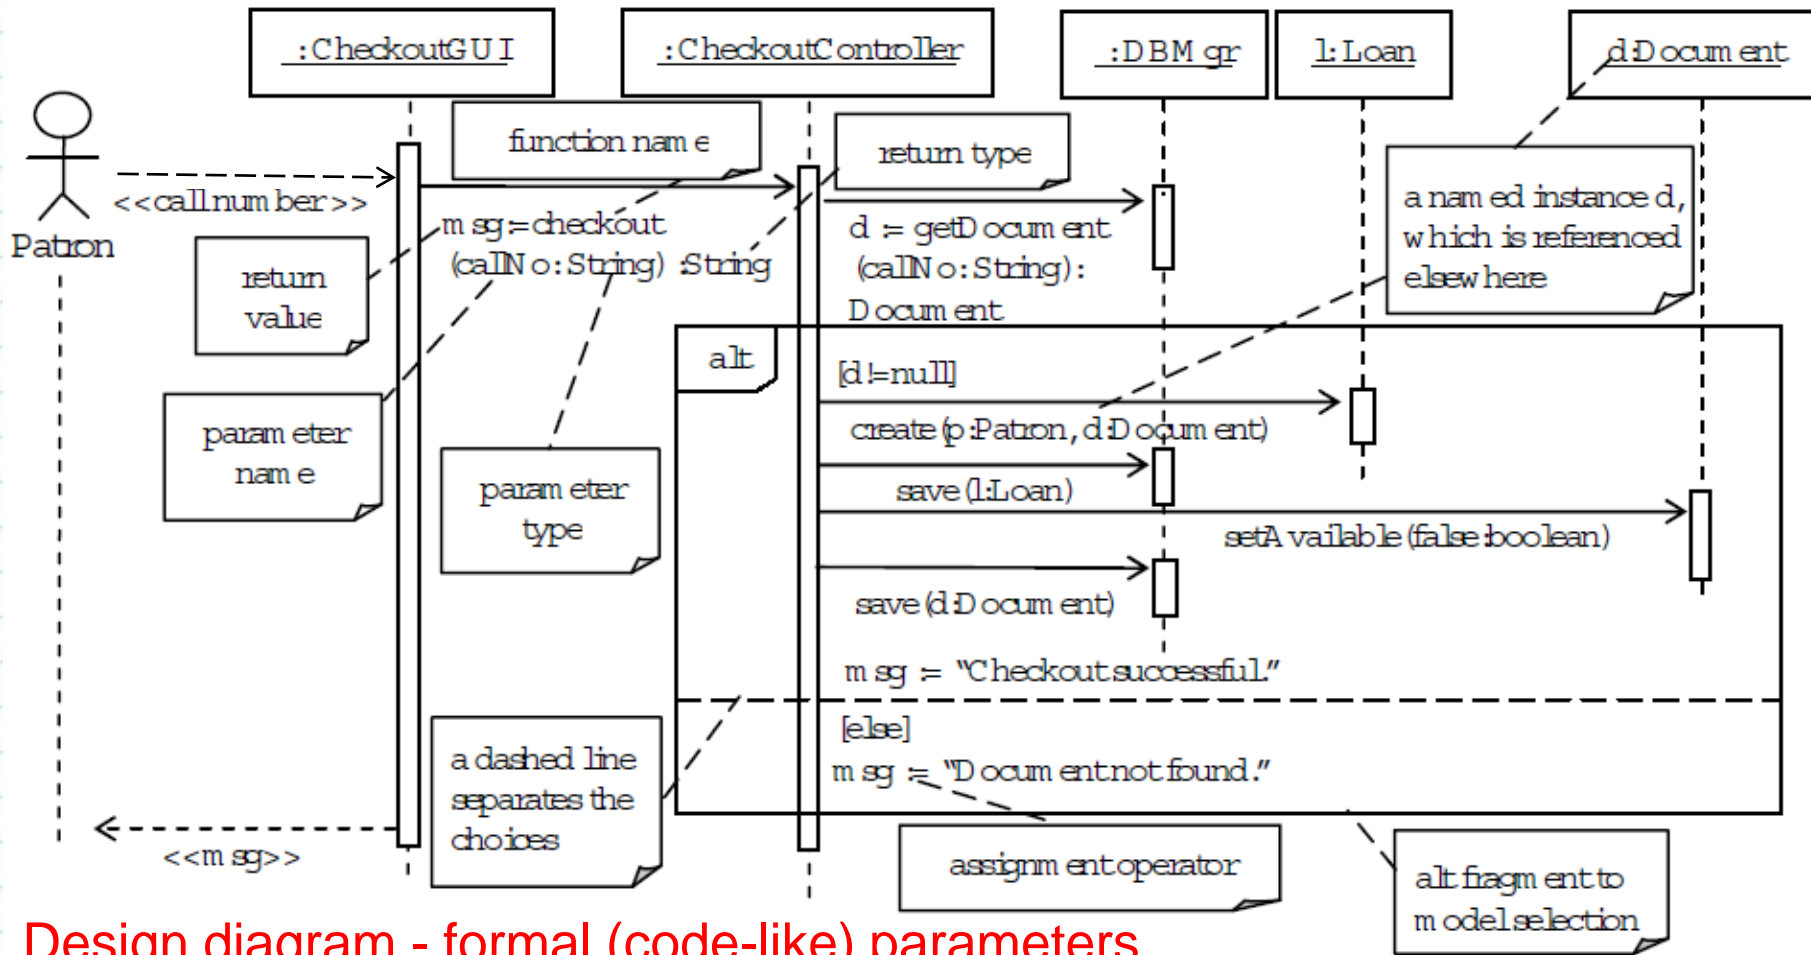 :CheckoutGUI
:CheckoutController
:DBMgr
l:Loan
d:Document
function name
return type
<<callnumber>>
Patron
msg:=checkout
(callNo:String) :String
d := getDocument
(callNo:String):
Document
a named instance d,
which is referenced
elsewhere
return
value
alt
[d!=null]
create(p:Patron,d:Document)
parameter
name
parameter
type
save(l:Loan)
setAvailable(false:boolean)
save(d:Document)
msg := "Checkout successful."
[else]
msg := "Document not found."
a dashed line
separates the
choices
<<msg>>
assignment operator
alt fragment to
model selection
Design diagram - formal (code-like) parameters